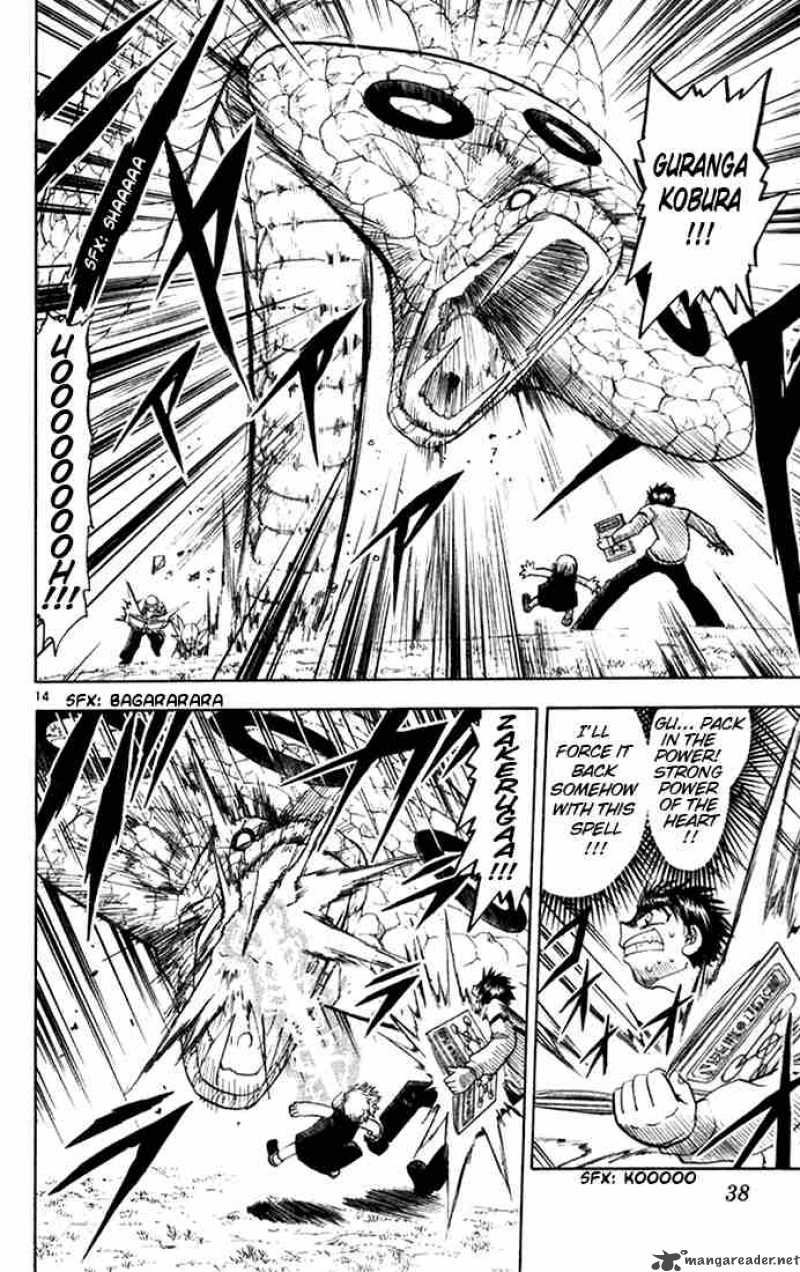 GURANGA
KOBURA
!!!
SFX: SHAAAAA
UOOOOOOOOH!!!
14
SFX: BAGARARARA
GU... PACK
IN THE
POWER!
STRONG
POWER
OF THE
HEART
!!
I'LL
FORCE IT
BACK
SOMEHOW
WITH THIS
SPELL
!!!
SFX: KOOOOO
ZAKERUGAA!!!
38
mangareader.net